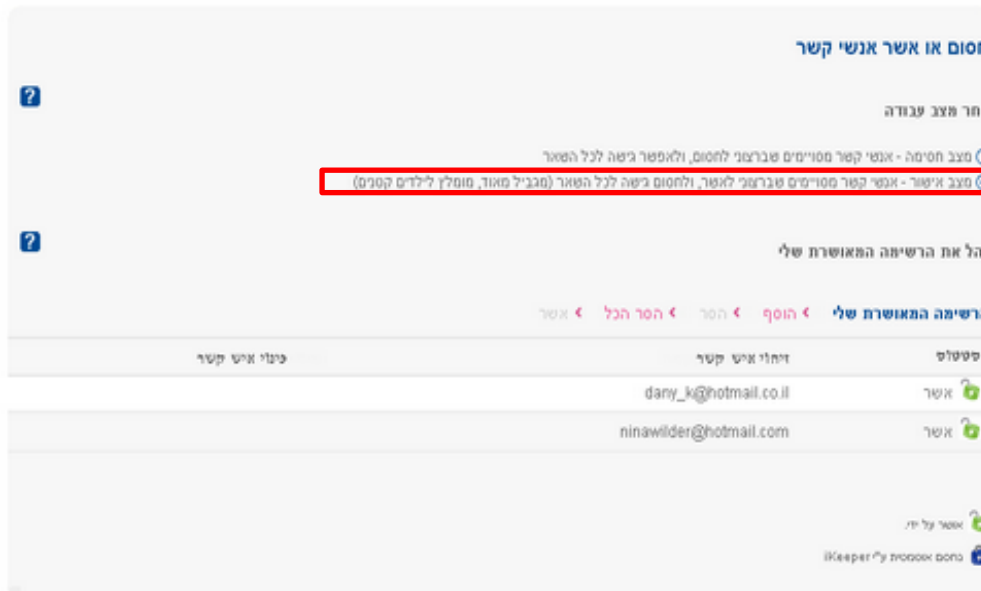 חסום או אשר אנשי קשר
בחר מצב עבודה
מצב חסימה - אנשי קשר מסויימים שברצוני לחסום, ולאפשר גישה לכל השאר
מצב אישור - אנשי קשר מסויימים שברצוני לאשר, ולחסום גישה לכל השאר (מגביל מאוד, מומלץ לילדים קטנים)
נהל את הרשימה המאושרת שלי
הרשימה המאושרת שלי הוסף הסר הסר הכל אשר
סטטוס זיהוי איש קשר כינוי איש קשר
אשר dany_k@hotmail.co.il
אשר ninawilder@hotmail.com
אושר על ידי.
נחסם אוטומטית ע"י iKeeper